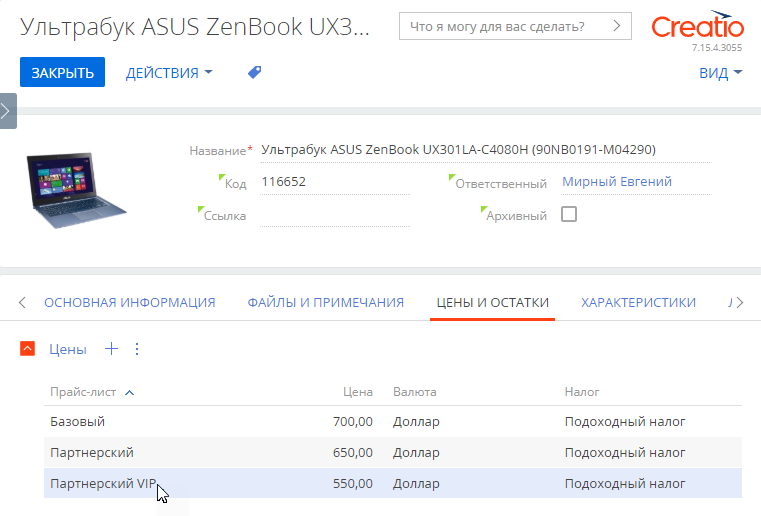 Ультрабук ASUS ZenBook UX3...
Что я могу для вас сделать?
Creatio
7.15.4.3055
ЗАКРЫТЬ
ДЕЙСТВИЯ
ВИД
Название* Ультрабук ASUS ZenBook UX301LA-C4080H (90NB0191-M04290)
Код 116652 Ответственный Мирный Евгений
Ссылка Архивный
ОСНОВНАЯ ИНФОРМАЦИЯ ФАЙЛЫ И ПРИМЕЧАНИЯ ЦЕНЫ И ОСТАТКИ ХАРАКТЕРИСТИКИ
Цены
Прайс-лист Цена Валюта Налог
Базовый 700,00 Доллар Подоходный налог
Партнерский 650,00 Доллар Подоходный налог
Партнерский VIP 550,00 Доллар Подоходный налог